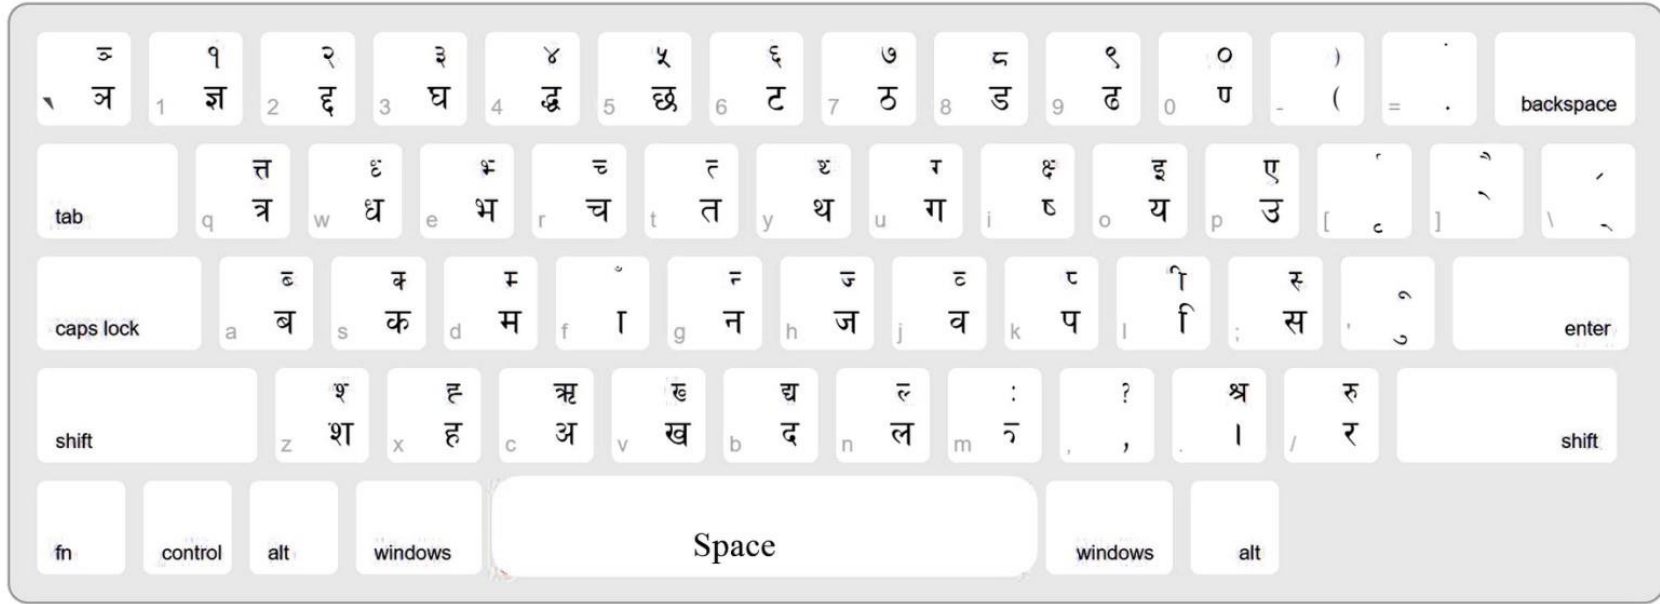 ञ् १ २ ३ ४ ५ ६ ७ ८ ९ ० )
ञ 1 ज्ञ 2 द्द 3 घ 4 द्ध 5 छ 6 ट 7 ठ 8 ड 9 ढ 0 ण - ( = . backspace
त्त ध् भ् च् त् थ् ग् क्ष् इ ए र् ै
tab q त्र w ध e भ r च t त y थ u ग i ष् o य p उ [ ृ ] े \ ्
ब् क् म् ँ न् ज् व् प् ी स् ू
caps lock a ब s क d म f ा g न h ज j व k प l ि ; स ' ु enter
श् ह् ऋ ख् द्य ल् : ? श्र रु
shift z श x ह c अ v ख b द n ल m , , . । / र shift
fn control alt windows Space windows alt